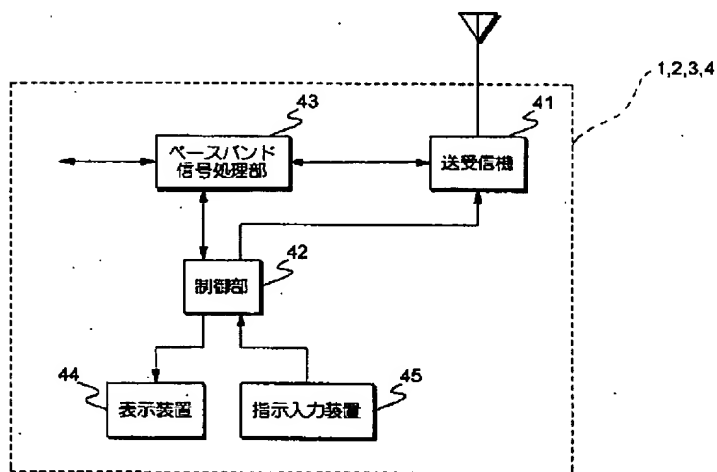 1,2,3,4
43
41
ベースバンド
信号処理部
送受信機
42
制御部
44
45
表示装置
指示入力装置